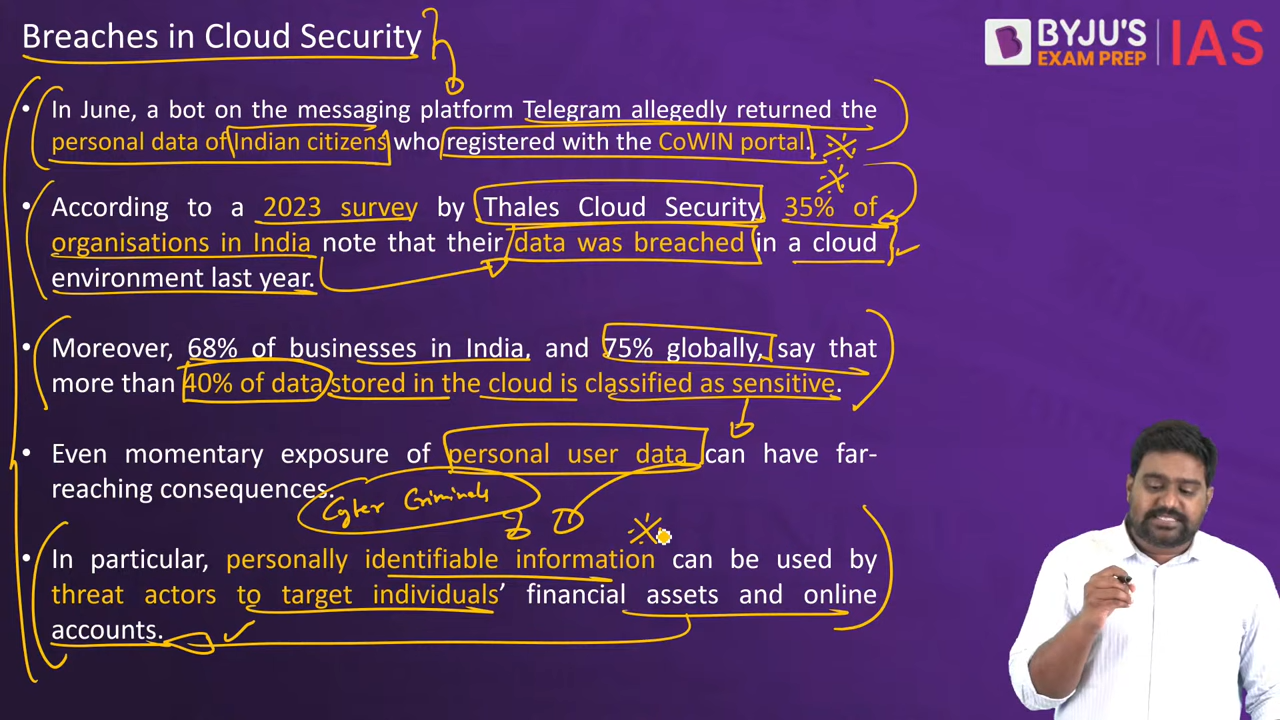 Breaches in Cloud Security
BYJU'S
EXAM PREP
IAS
• In June, a bot on the messaging platform Telegram allegedly returned the
personal data of Indian citizens who registered with the CoWIN portal.
• According to a 2023 survey by Thales Cloud Security, 35% of
organisations in India note that their data was breached in a cloud
environment last year.
• Moreover, 68% of businesses in India, and 75% globally, say that
more than 40% of data stored in the cloud is classified as sensitive.
• Even momentary exposure of personal user data can have far-
reaching consequences.
Cyber Criminals
• In particular, personally identifiable information can be used by
threat actors to target individuals’ financial assets and online
accounts.